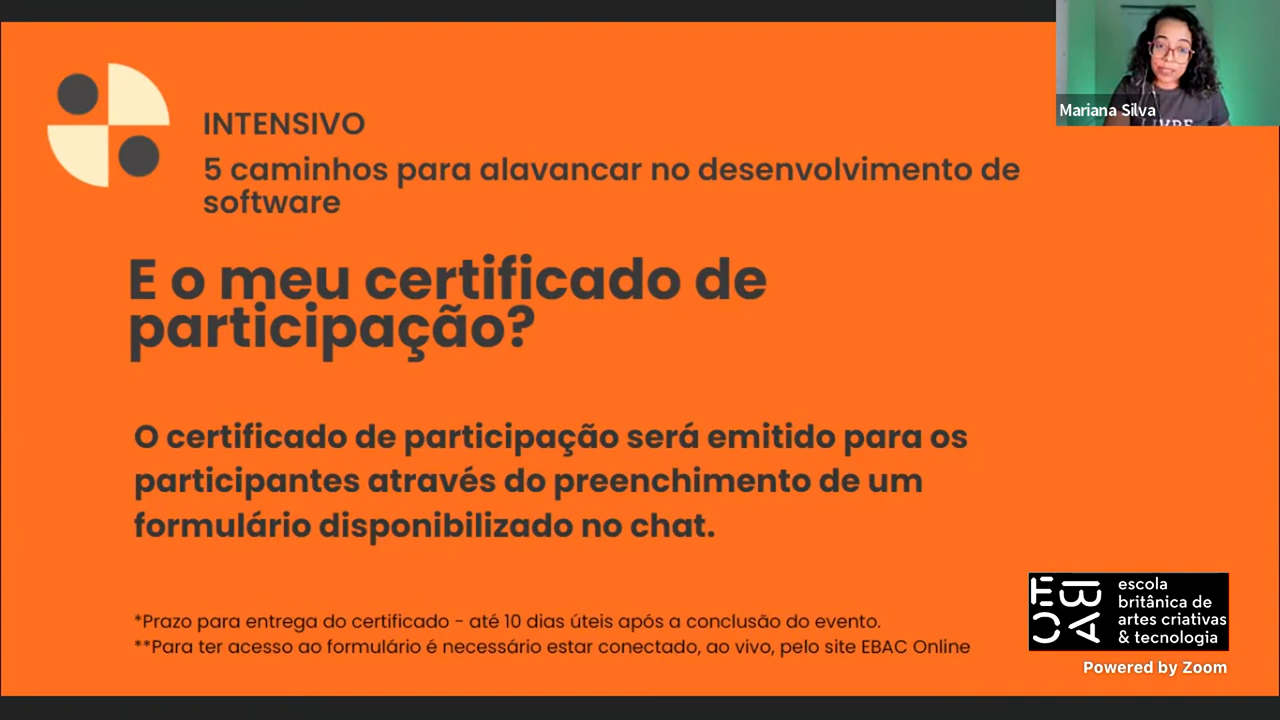 INTENSIVO
5 caminhos para alavancar no desenvolvimento de
software
Mariana Silva
E o meu certificado de
participação?
O certificado de participação será emitido para os
participantes através do preenchimento de um
formulário disponibilizado no chat.
*Prazo para entrega do certificado - até 10 dias úteis após a conclusão do evento.
**Para ter acesso ao formulário é necessário estar conectado, ao vivo, pelo site EBAC Online
EBAC
escola
britânica de
artes criativas
& tecnologia
Powered by Zoom